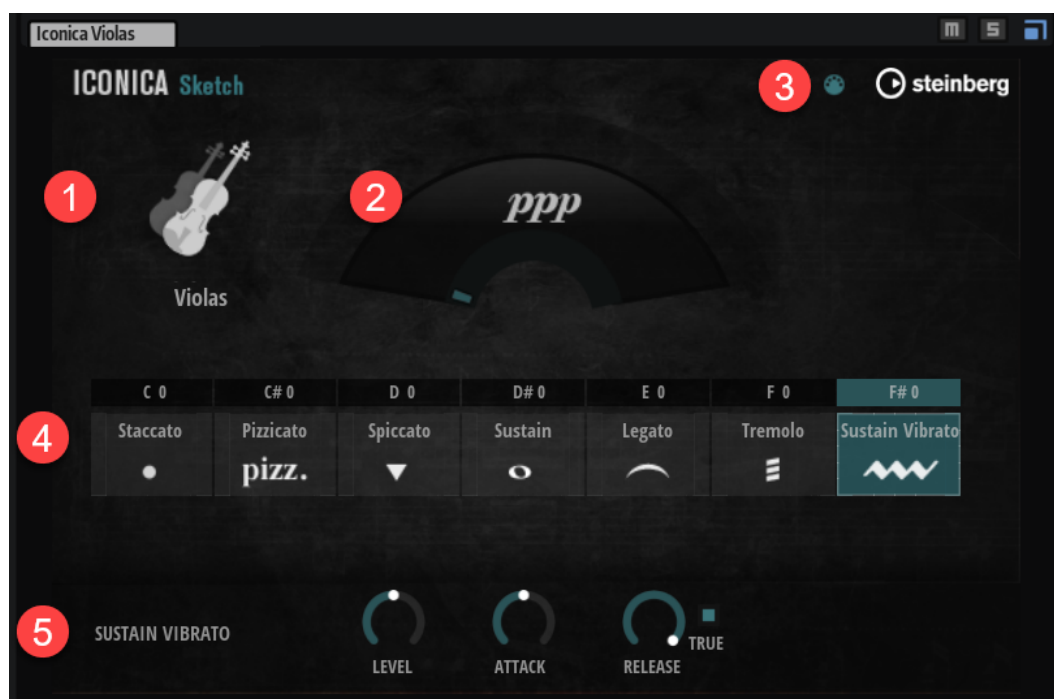 Iconica Violas
M S
ICONICA Sketch
3
steinberg
1
2
ppp
Violas
C 0 C# 0 D 0 D# 0 E 0 F 0 F# 0
4
Staccato Pizzicato Spiccato Sustain Legato Tremolo Sustain Vibrato
pizz.
5
SUSTAIN VIBRATO
TRUE
LEVEL ATTACK RELEASE